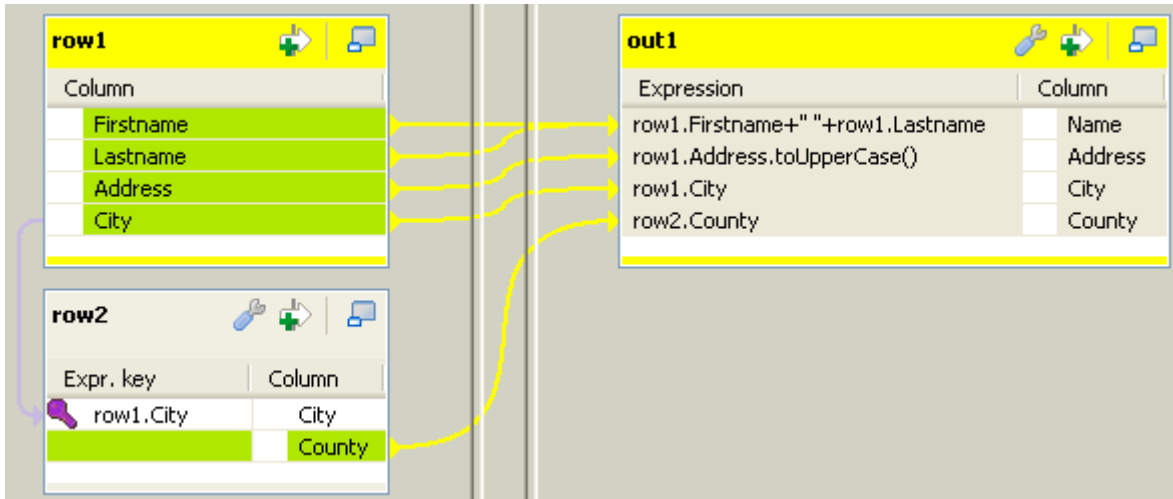 row1
Column
Firstname
Lastname
Address
City
row2
Expr. key Column
row1.City City
County
out1
Expression Column
row1.Firstname+" "+row1.Lastname Name
row1.Address.toUpperCase() Address
row1.City City
row2.County County